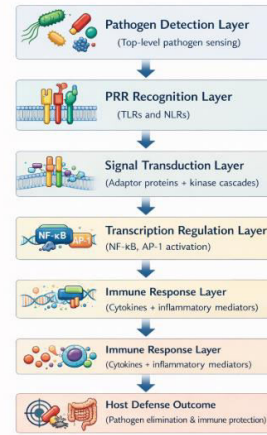 Pathogen Detection Layer
(Top-level pathogen sensing)
PRR Recognition Layer
(TLRs and NLRs)
Signal Transduction Layer
(Adaptor proteins + kinase cascades)
NF-κB
AP-1
Transcription Regulation Layer
(NF-kb, AP-1 activation)
Immune Response Layer
(Cytokines + inflammatory mediators)
Immune Response Layer
(Cytokines + inflammatory mediators)
Host Defense Outcome
(Pathogen elimination & immune protection)